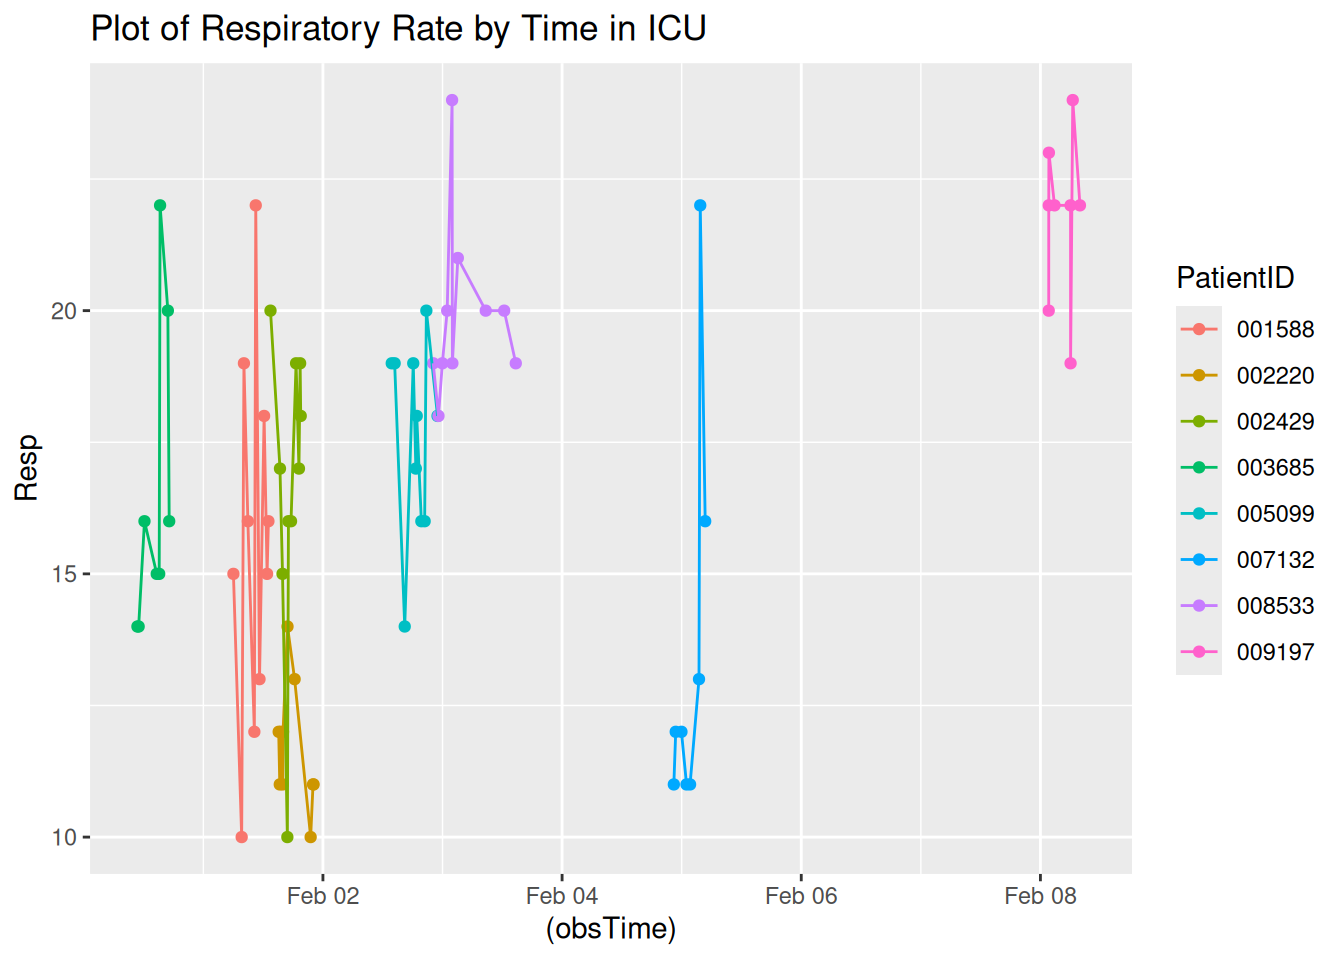 Plot of Respiratory Rate by Time in ICU
Resp
20
15
10
Feb 02
Feb 04
Feb 06
Feb 08
(obsTime)
PatientID
001588
002220
002429
003685
005099
007132
008533
009197